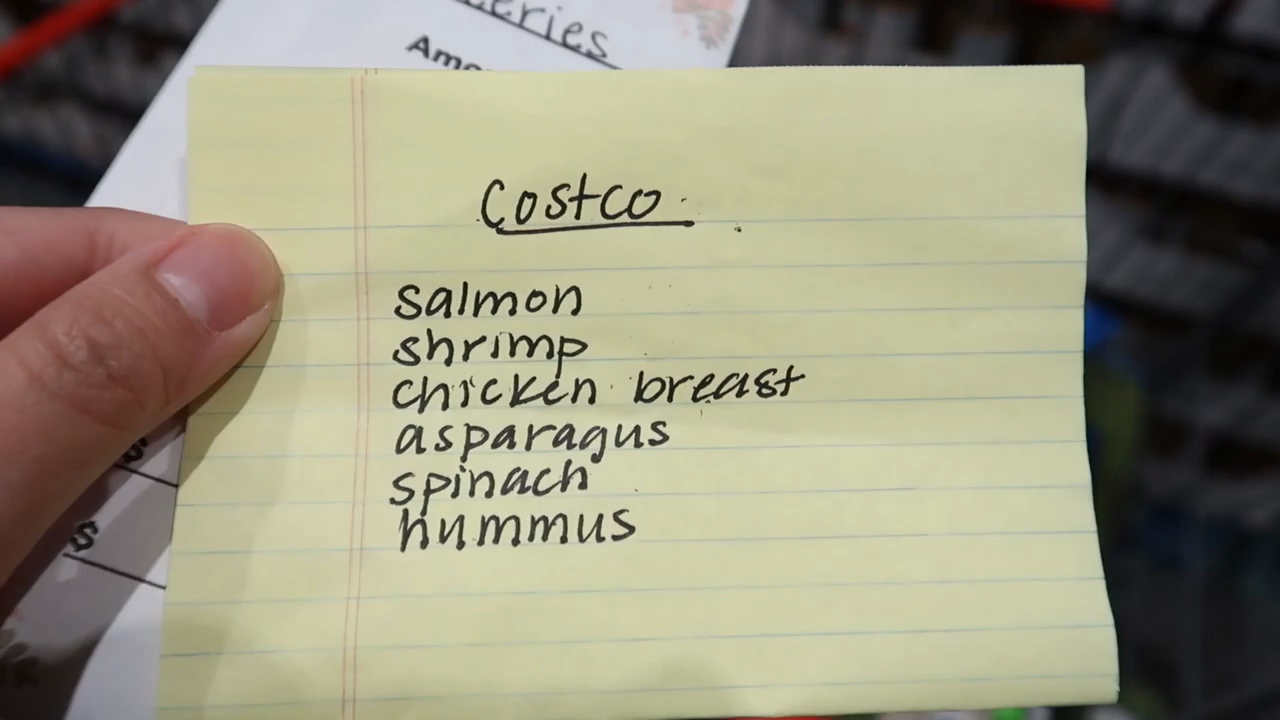 Costco
salmon
shrimp
chicken breast
asparagus
spinach
hummus
$
$